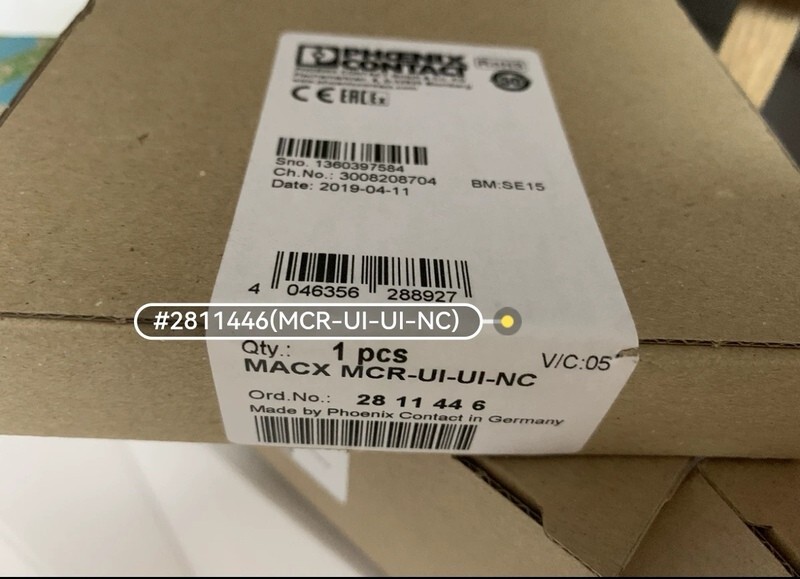 PHOENIX
CONTACT
RoHS
CE EAC Ex
Sno. 1360397584
Ch.No.: 3008208704
BM:SE15
Date: 2019-04-11
4 046356 288927
#2811446(MCR-UI-UI-NC)
Qty.: 1 pcs
V/C:05
MACX MCR-UI-UI-NC
Ord.No.: 28 11 44 6
Made by Phoenix Contact in Germany